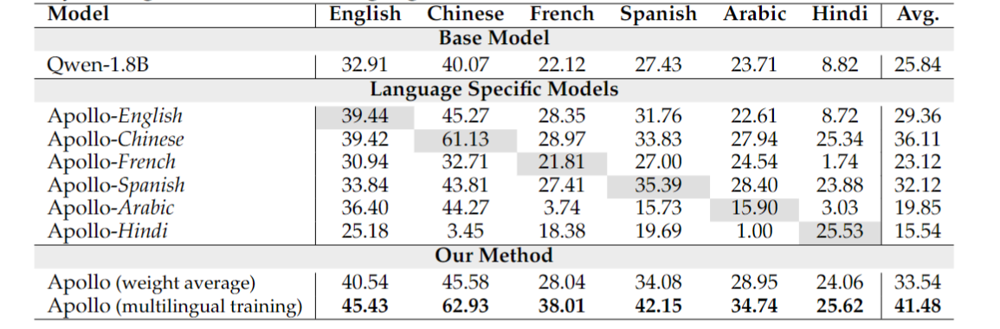 Model English Chinese French Spanish Arabic Hindi Avg.
Base Model
Qwen-1.8B 32.91 40.07 22.12 27.43 23.71 8.82 25.84
Language Specific Models
Apollo-English 39.44 45.27 28.35 31.76 22.61 8.72 29.36
Apollo-Chinese 39.42 61.13 28.97 33.83 27.94 25.34 36.11
Apollo-French 30.94 32.71 21.81 27.00 24.54 1.74 23.12
Apollo-Spanish 33.84 43.81 27.41 35.39 28.40 23.88 32.12
Apollo-Arabic 36.40 44.27 3.74 15.73 15.90 3.03 19.85
Apollo-Hindi 25.18 3.45 18.38 19.69 1.00 25.53 15.54
Our Method
Apollo (weight average) 40.54 45.58 28.04 34.08 28.95 24.06 33.54
Apollo (multilingual training) 45.43 62.93 38.01 42.15 34.74 25.62 41.48